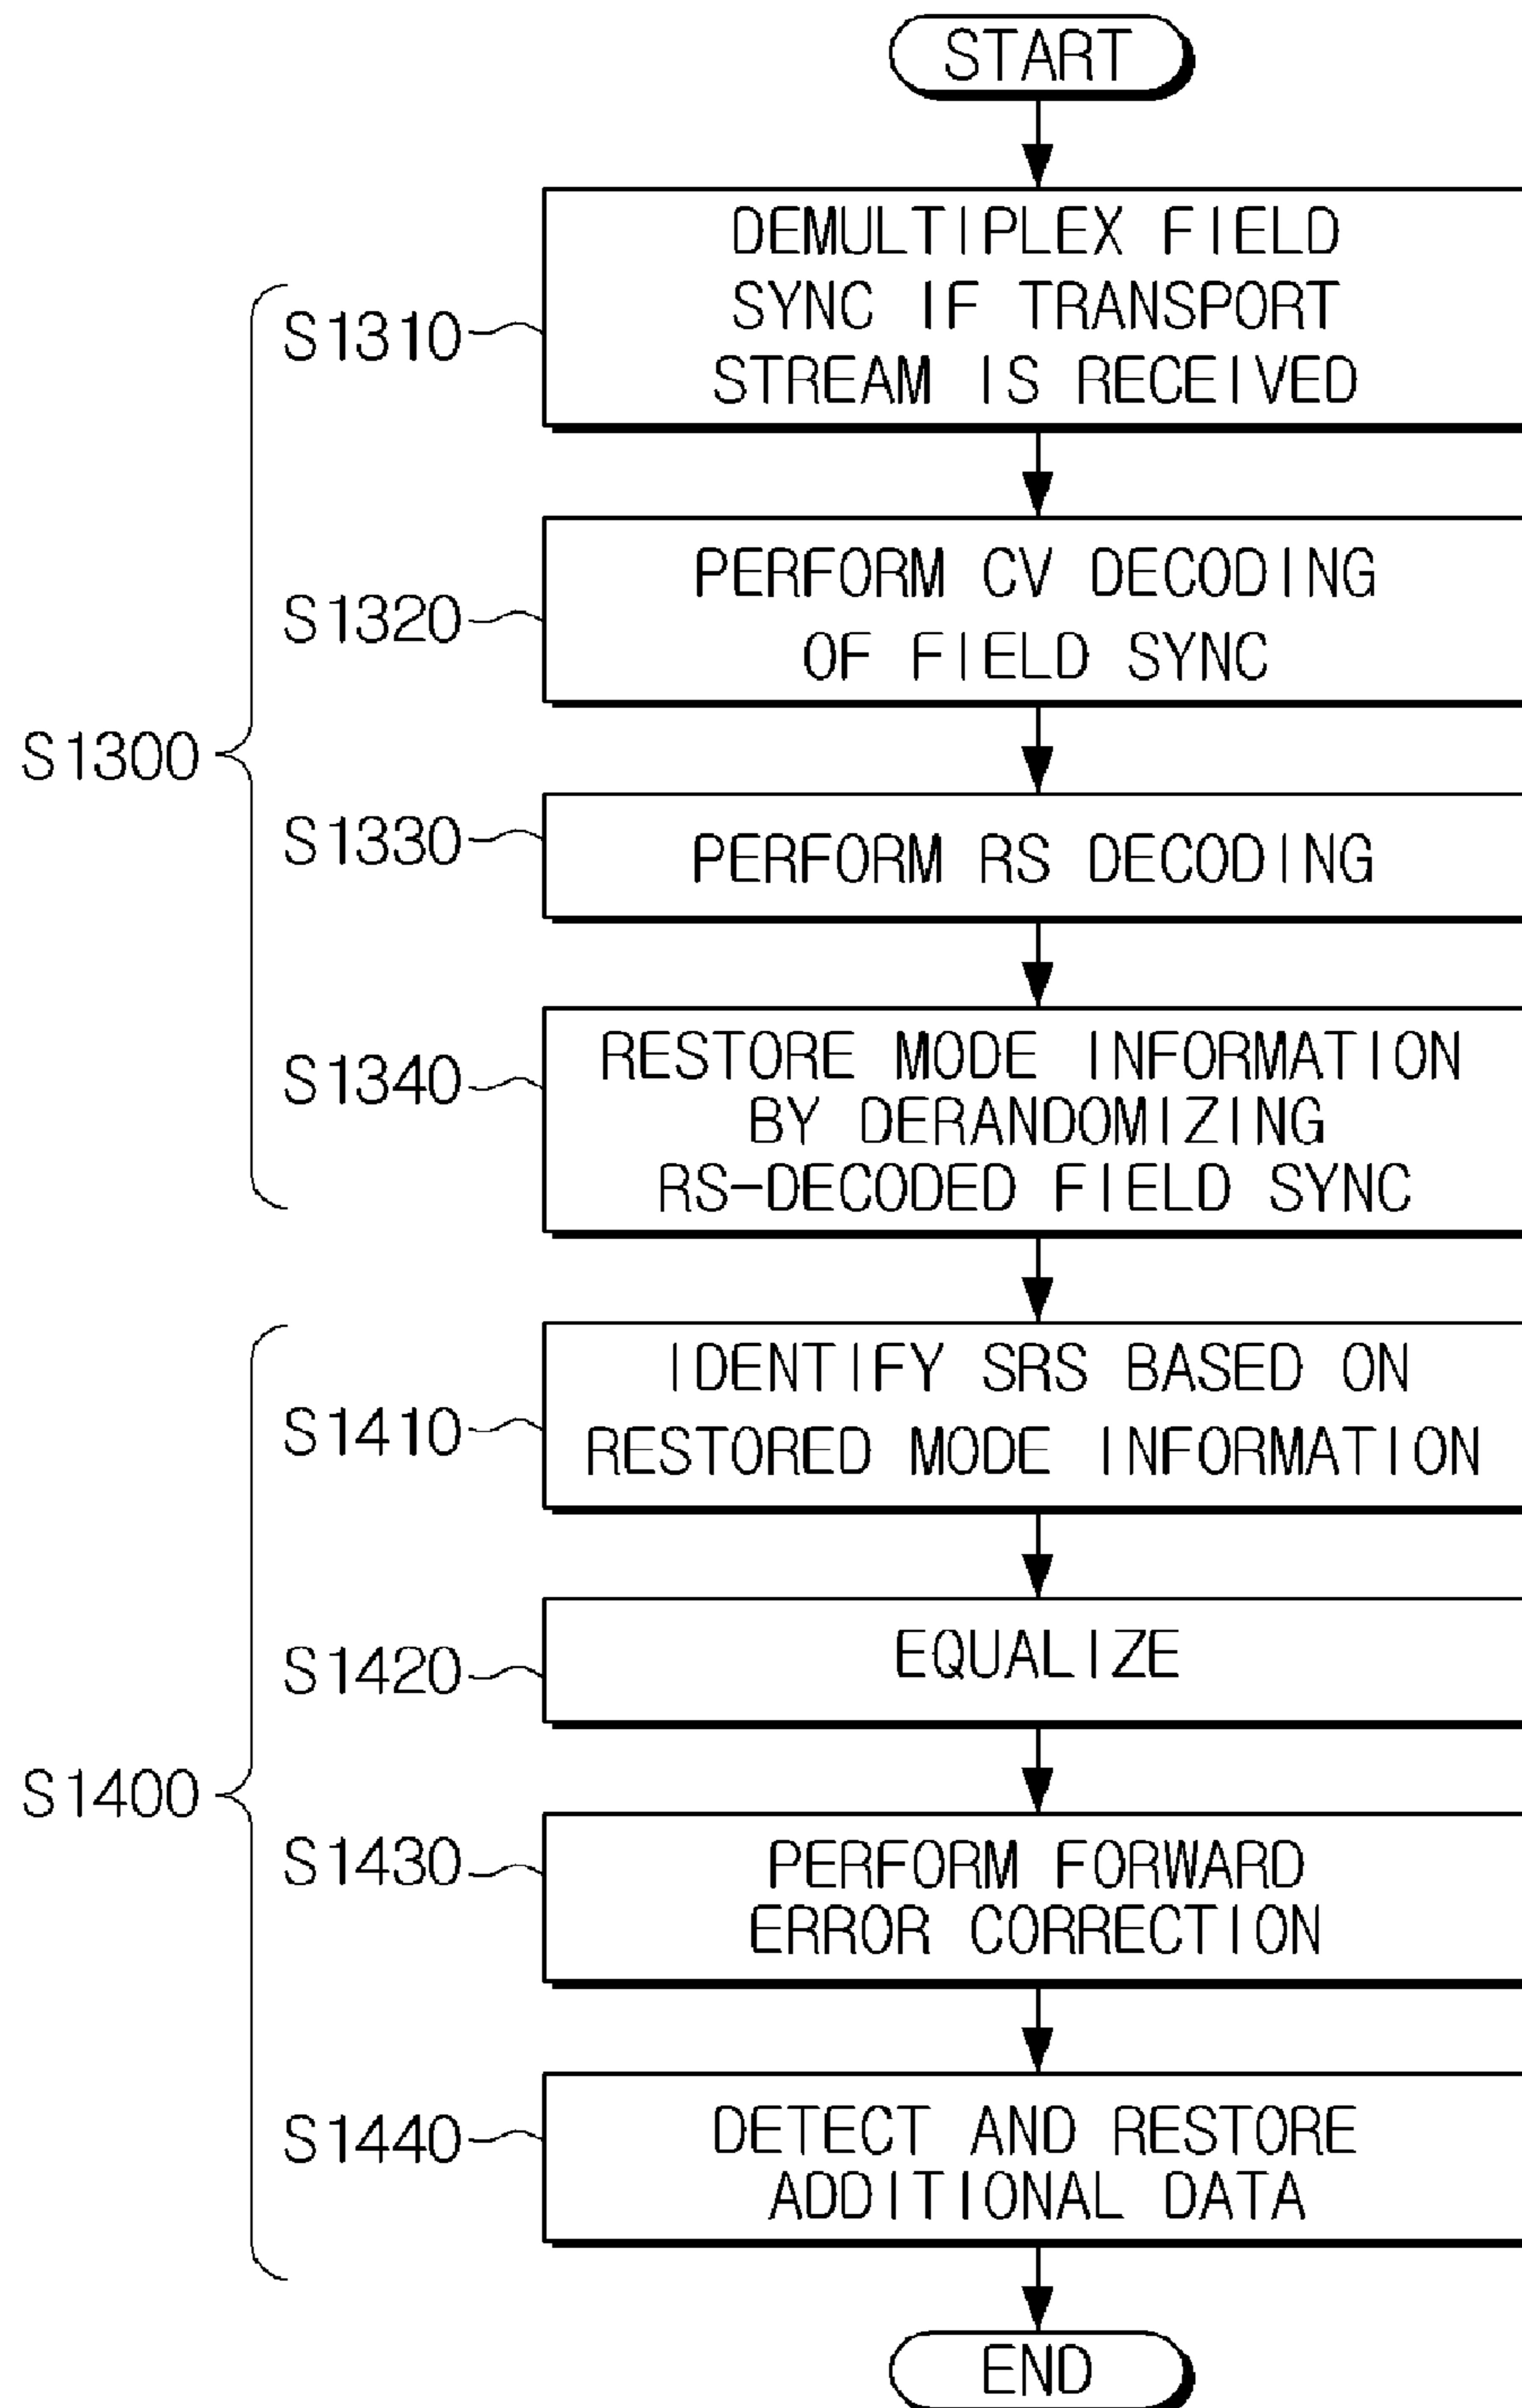 START
DEMULTIPLEX FIELD
SYNC IF TRANSPORT
STREAM IS RECEIVED
S1310
PERFORM CV DECODING
OF FIELD SYNC
S1320
S1300
PERFORM RS DECODING
S1330
RESTORE MODE INFORMATION
BY DERANDOMIZING
RS-DECODED FIELD SYNC
S1340
IDENTIFY SRS BASED ON
RESTORED MODE INFORMATION
S1410
EQUALIZE
S1420
S1400
PERFORM FORWARD
ERROR CORRECTION
S1430
DETECT AND RESTORE
ADDITIONAL DATA
S1440
END